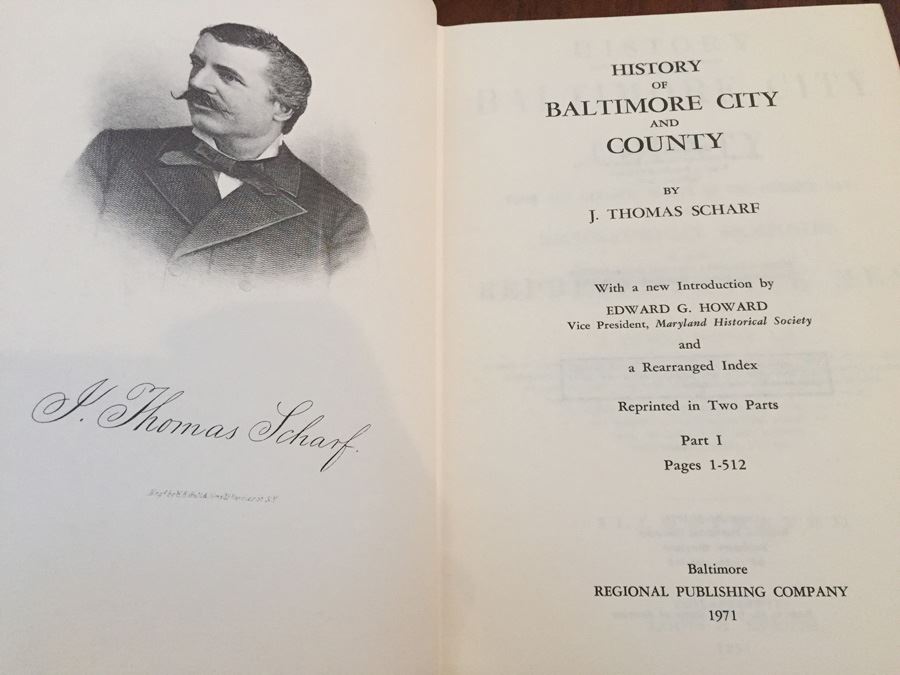 J. Thomas Scharf.
HISTORY
OF
BALTIMORE CITY
AND
COUNTY
BY
J. THOMAS SCHARF
With a new Introduction by
EDWARD G. HOWARD
Vice President, Maryland Historical Society
and
a Rearranged Index
Reprinted in Two Parts
Part I
Pages 1-512
Baltimore
REGIONAL PUBLISHING COMPANY
1971